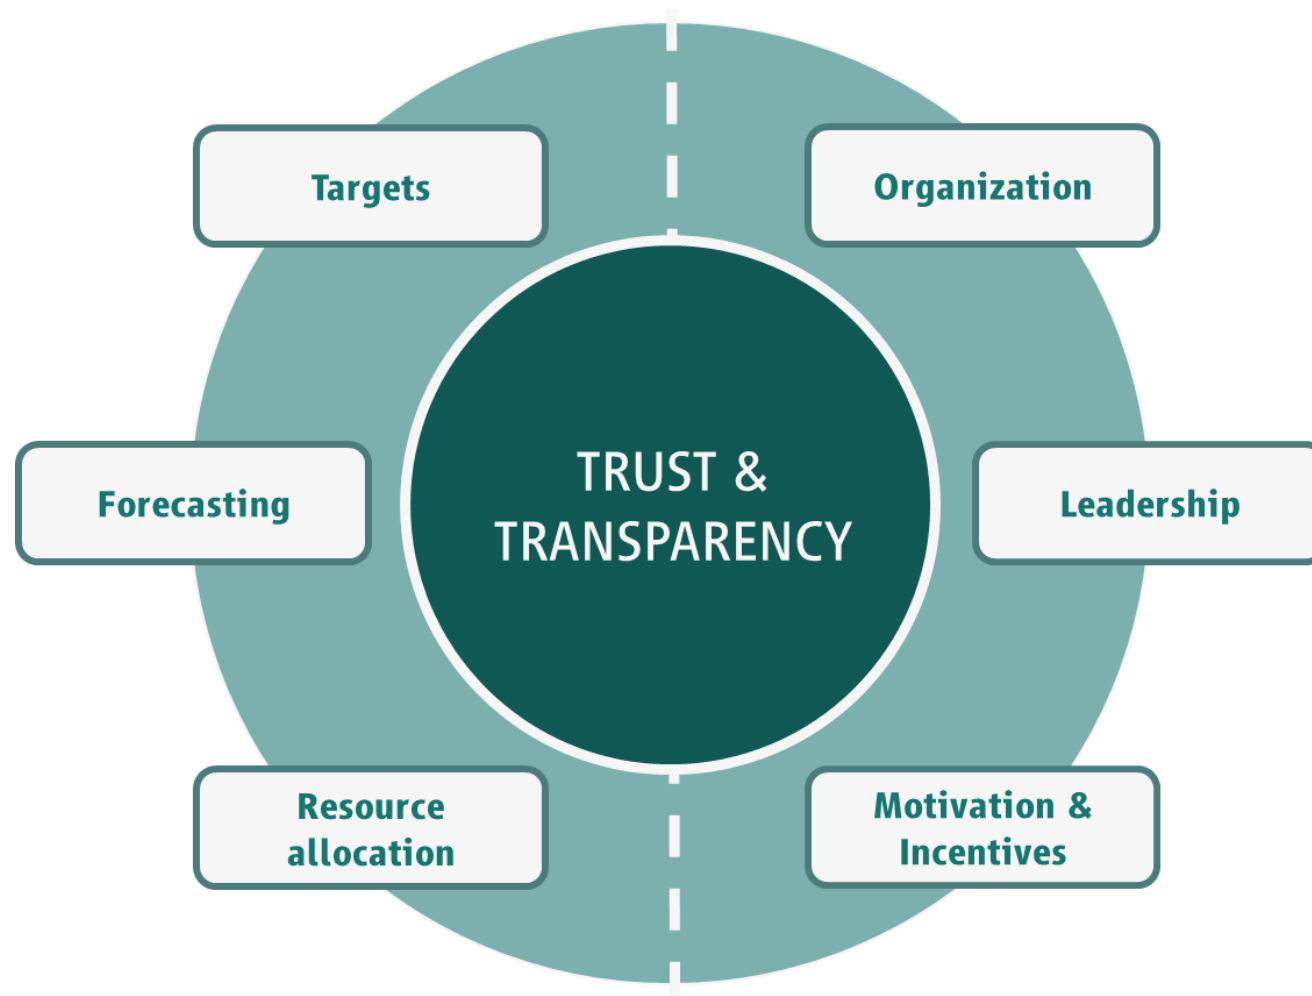 Targets
Organization
Forecasting
TRUST &
TRANSPARENCY
Leadership
Resource
allocation
Motivation &
Incentives